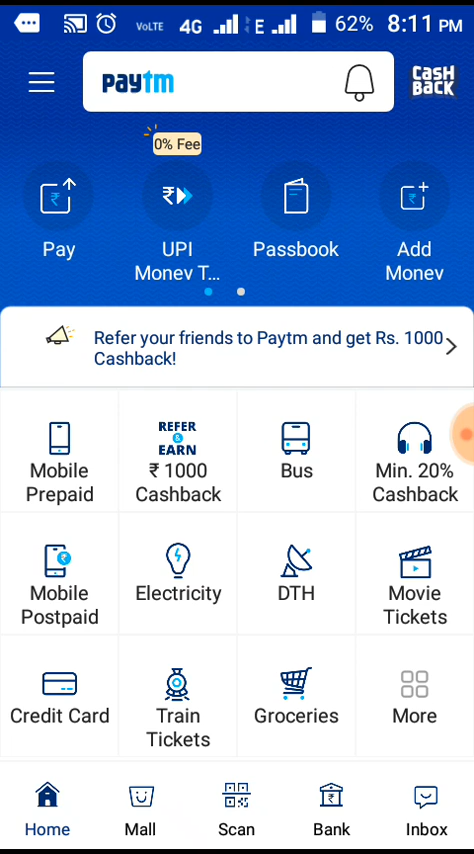 VoLTE 4G E 62% 8:11 PM
paytm
CASH
BACK
0% Fee
Pay
UPI
Money T...
Passbook
Add
Money
Refer your friends to Paytm and get Rs. 1000
Cashback!
Mobile
Prepaid
REFER
&
EARN
₹ 1000
Cashback
Bus
Min. 20%
Cashback
Mobile
Postpaid
Electricity
DTH
Movie
Tickets
Credit Card
Train
Tickets
Groceries
More
Home
Mall
Scan
Bank
Inbox